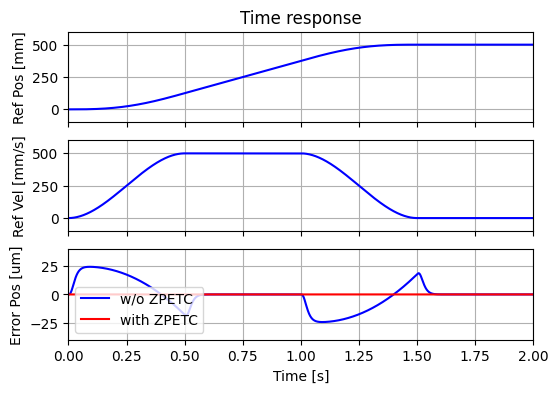 Time response
500
250
0
Ref Pos [mm]
500
250
0
Ref Vel [mm/s]
25
0
−25
Error Pos [um]
w/o ZPETC
with ZPETC
0.00 0.25 0.50 0.75 1.00 1.25 1.50 1.75 2.00
Time [s]